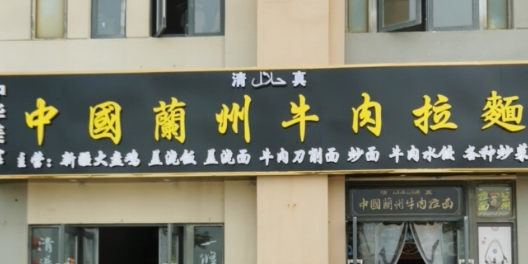 清 حلال 真
中國蘭州牛肉拉麵
主营：新疆大盘鸡 盖浇饭 盖浇面 牛肉刀削面 炒面 牛肉水饺 各种炒菜
中國蘭州牛肉拉面